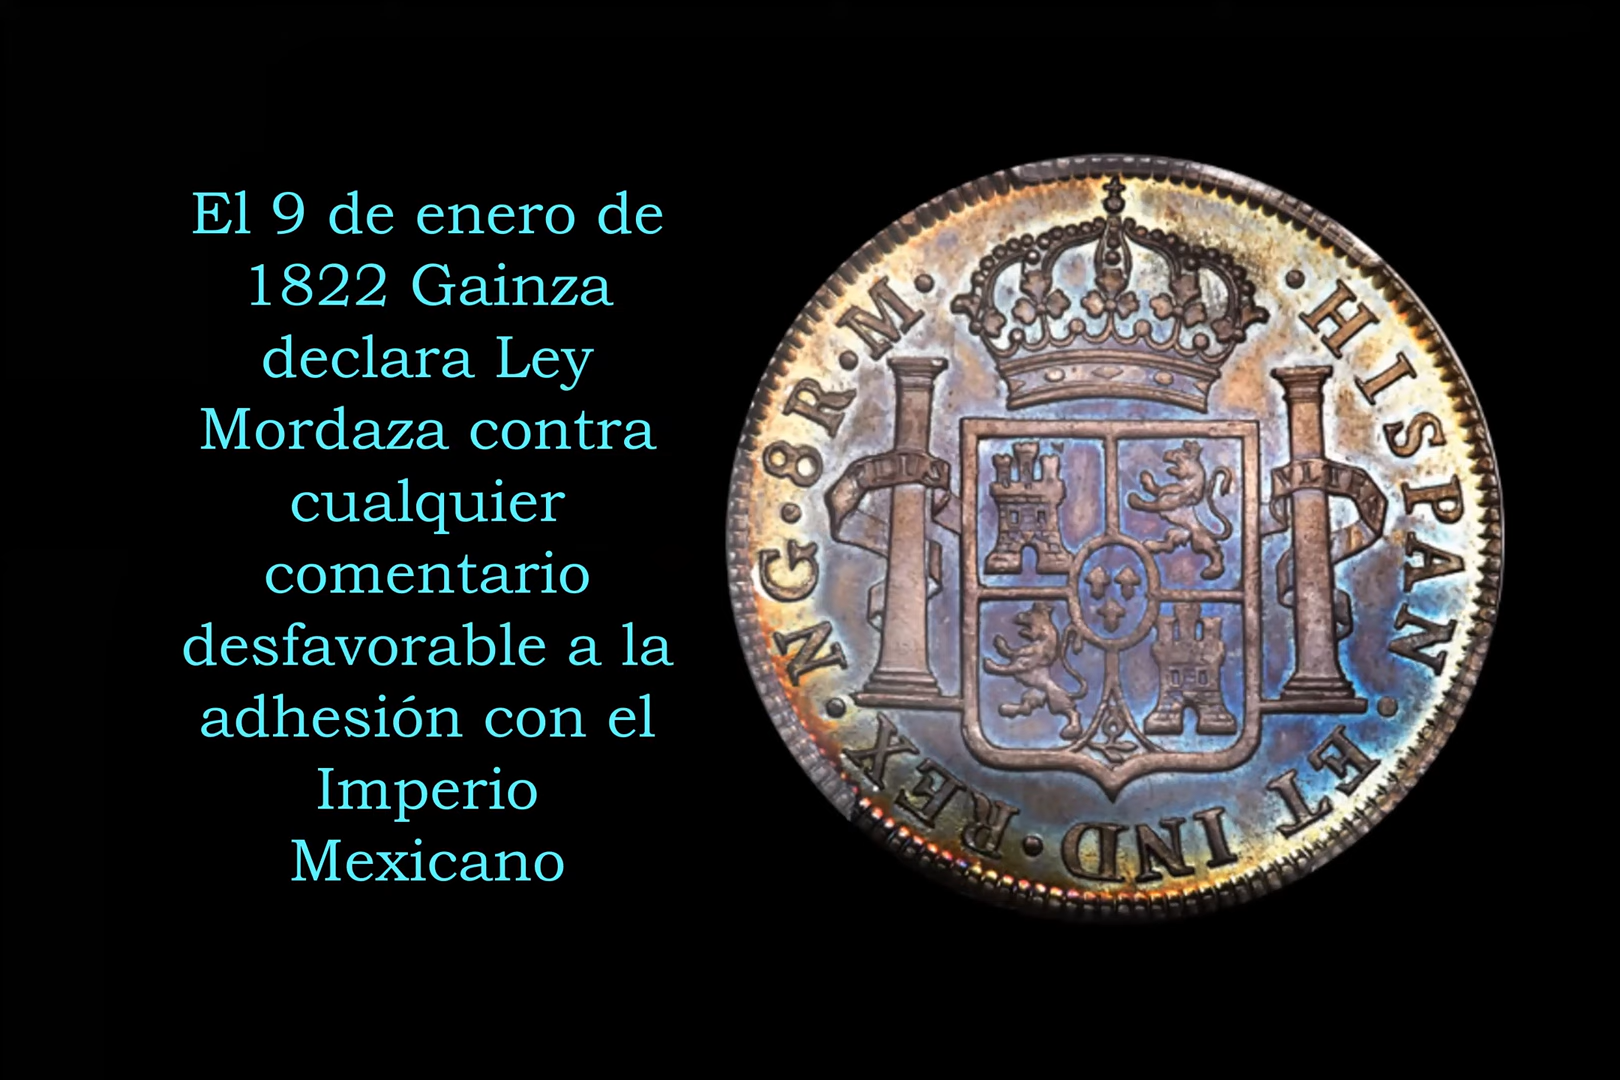 El 9 de enero de
1822 Gainza
declara Ley
Mordaza contra
cualquier
comentario
desfavorable a la
adhesión con el
Imperio
Mexicano
· HISPAN · ET IND · REX · NG · 8R · M ·